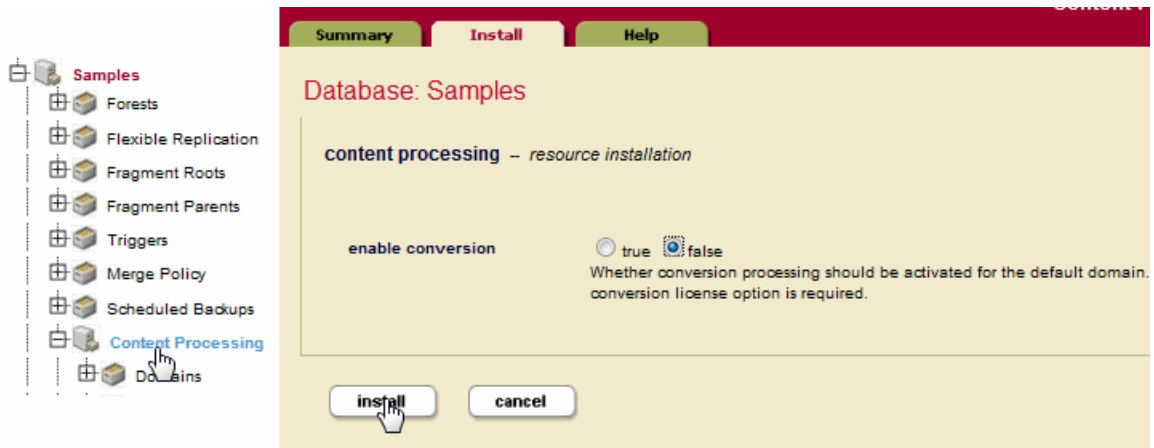 Summary
Install
Help
Samples
Forests
Flexible Replication
Fragment Roots
Fragment Parents
Triggers
Merge Policy
Scheduled Backups
Content Processing
Domains
Database: Samples
content processing -- resource installation
enable conversion
true false
Whether conversion processing should be activated for the default domain.
conversion license option is required.
install
cancel